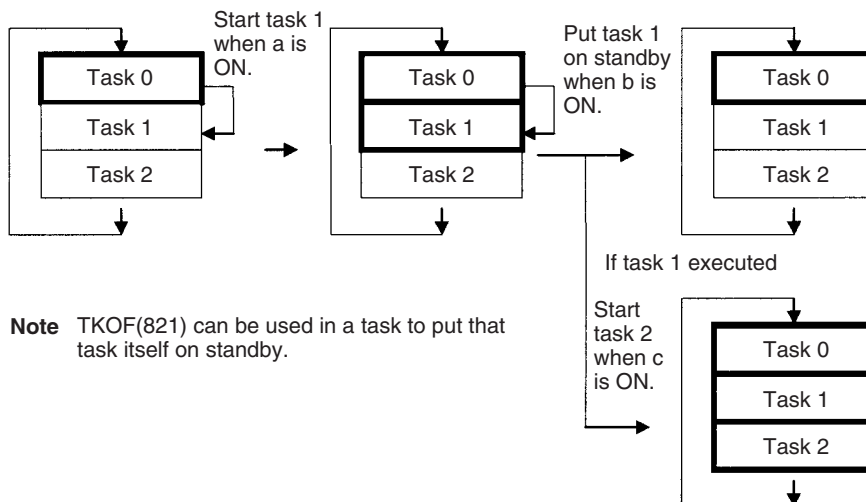 Start task 1
when a is
ON.
Task 0
Task 1
Task 2
Task 0
Task 1
Task 2
Put task 1
on standby
when b is
ON.
Task 0
Task 1
Task 2
If task 1 executed
Note TKOF(821) can be used in a task to put that
task itself on standby.
Start
task 2
when c
is ON.
Task 0
Task 1
Task 2